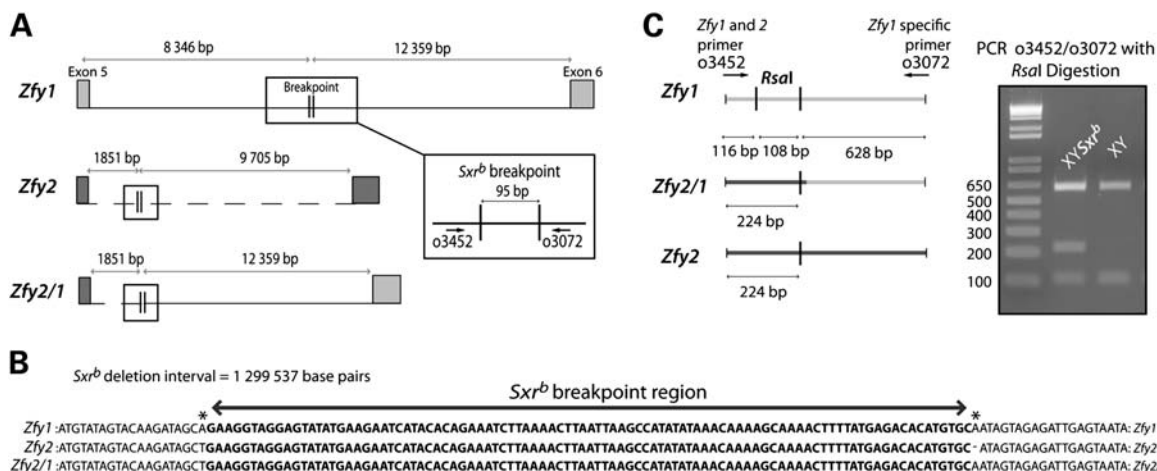 A
8 346 bp
12 359 bp
Exon 5
Exon 6
Zfy1
Breakpoint
1851 bp
9 705 bp
Zfy2
Sxrb breakpoint
95 bp
o3452
o3072
1851 bp
12 359 bp
Zfy2/1
C
Zfy1 and 2 primer
o3452
Zfy1 specific primer
o3072
RsaI
Zfy1
116 bp
108 bp
628 bp
Zfy2/1
224 bp
Zfy2
224 bp
PCR o3452/o3072 with
RsaI Digestion
XYSxrb
XY
650
500
400
300
200
100
B
Sxrb deletion interval = 1 299 537 base pairs
Sxrb breakpoint region
* *
Zfy1 :ATGTATAGTACAAGATAGCAGAAGGTAGGAGTATATGAAGAATCATACACAGAAATCTTAAAACTTAATTAAGCCATATATAAACAAAAGCAAAACTTTTATGAGACACATGTGCAATAGTAGAGATTGAGTAATA: Zfy1
Zfy2 :ATGTATAGTACAAGATAGCTGAAGGTAGGAGTATATGAAGAATCATACACAGAAATCTTAAAACTTAATTAAGCCATATATAAACAAAAGCAAAACTTTTATGAGACACATGTGC-ATAGTAGAGATTGAGTAATA: Zfy2
Zfy2/1 :ATGTATAGTACAAGATAGCTGAAGGTAGGAGTATATGAAGAATCATACACAGAAATCTTAAAACTTAATTAAGCCATATATAAACAAAAGCAAAACTTTTATGAGACACATGTGCAATAGTAGAGATTGAGTAATA: